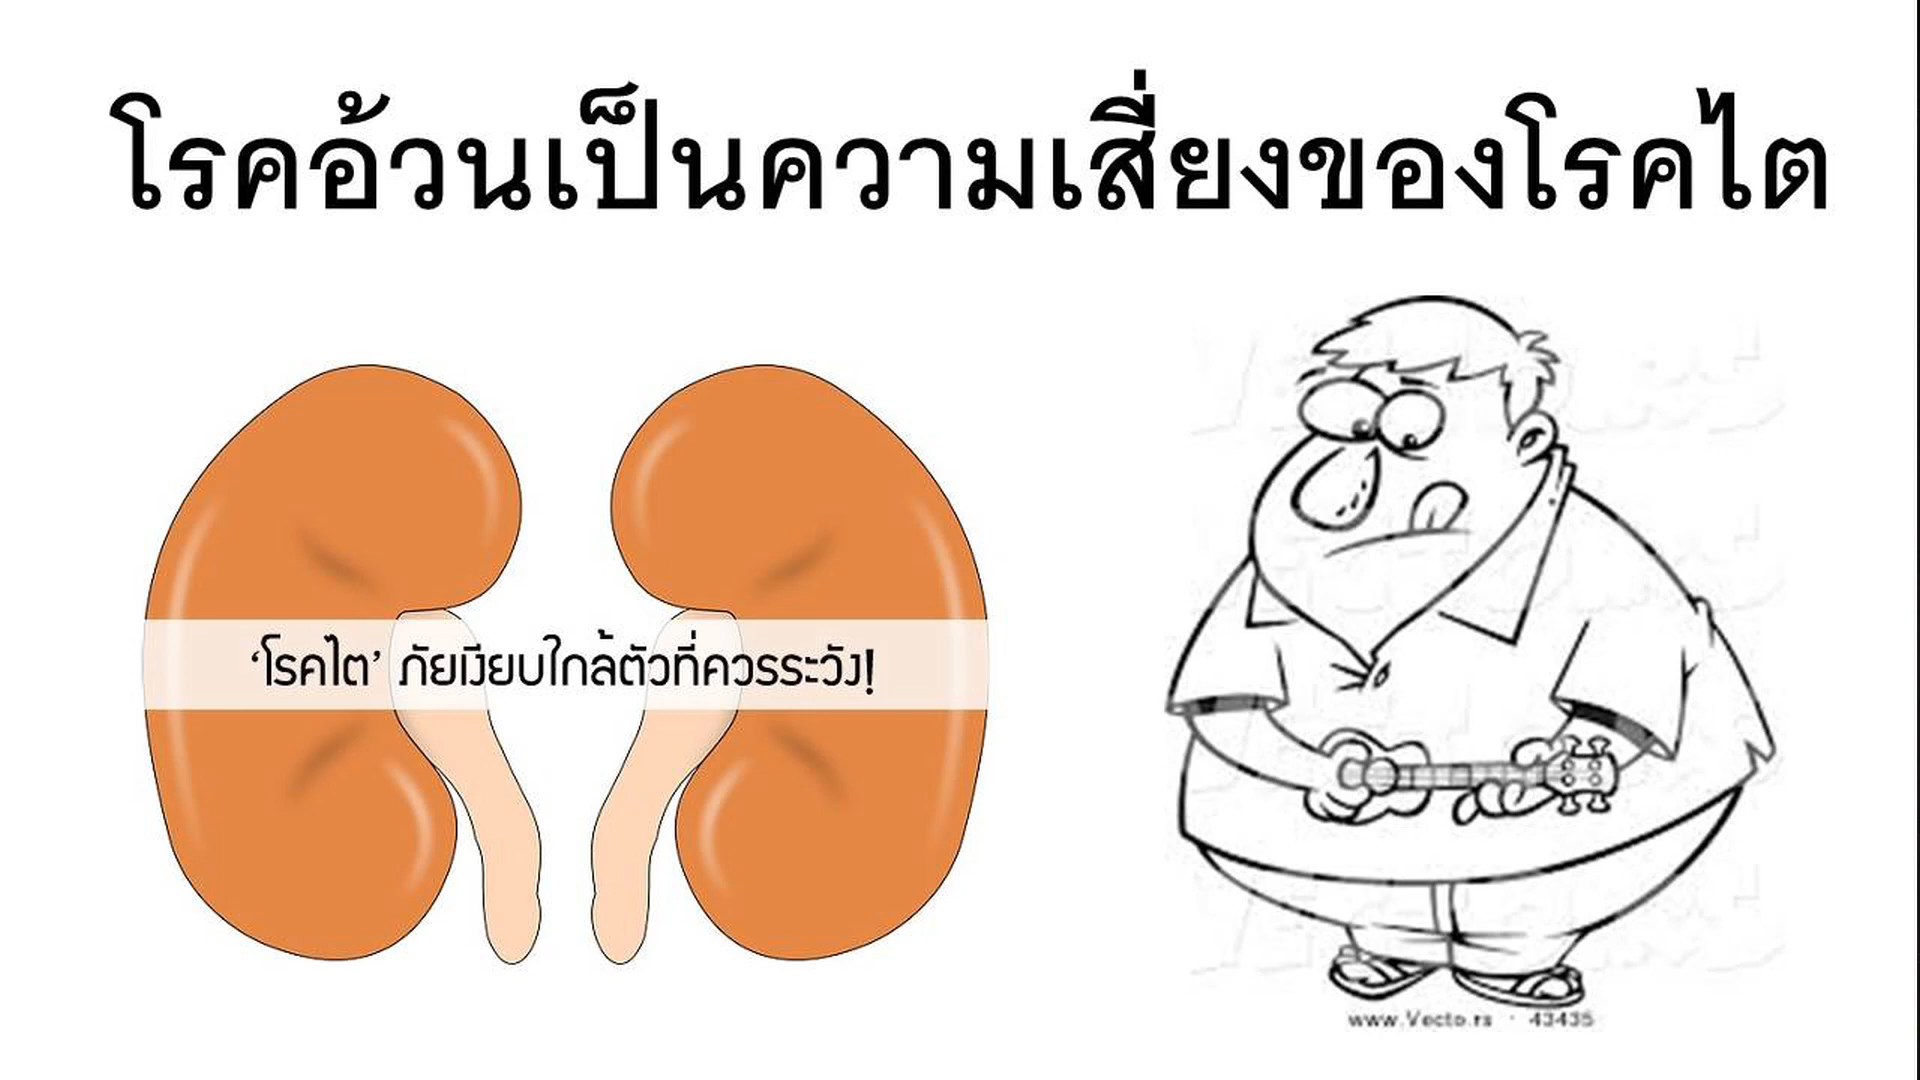 โรคอ้วนเป็นความเสี่ยงของโรคไต
‘โรคไต’ ภัยเงียบใกล้ตัวที่ควรระวัง!
www.Vecto.rs · 43435